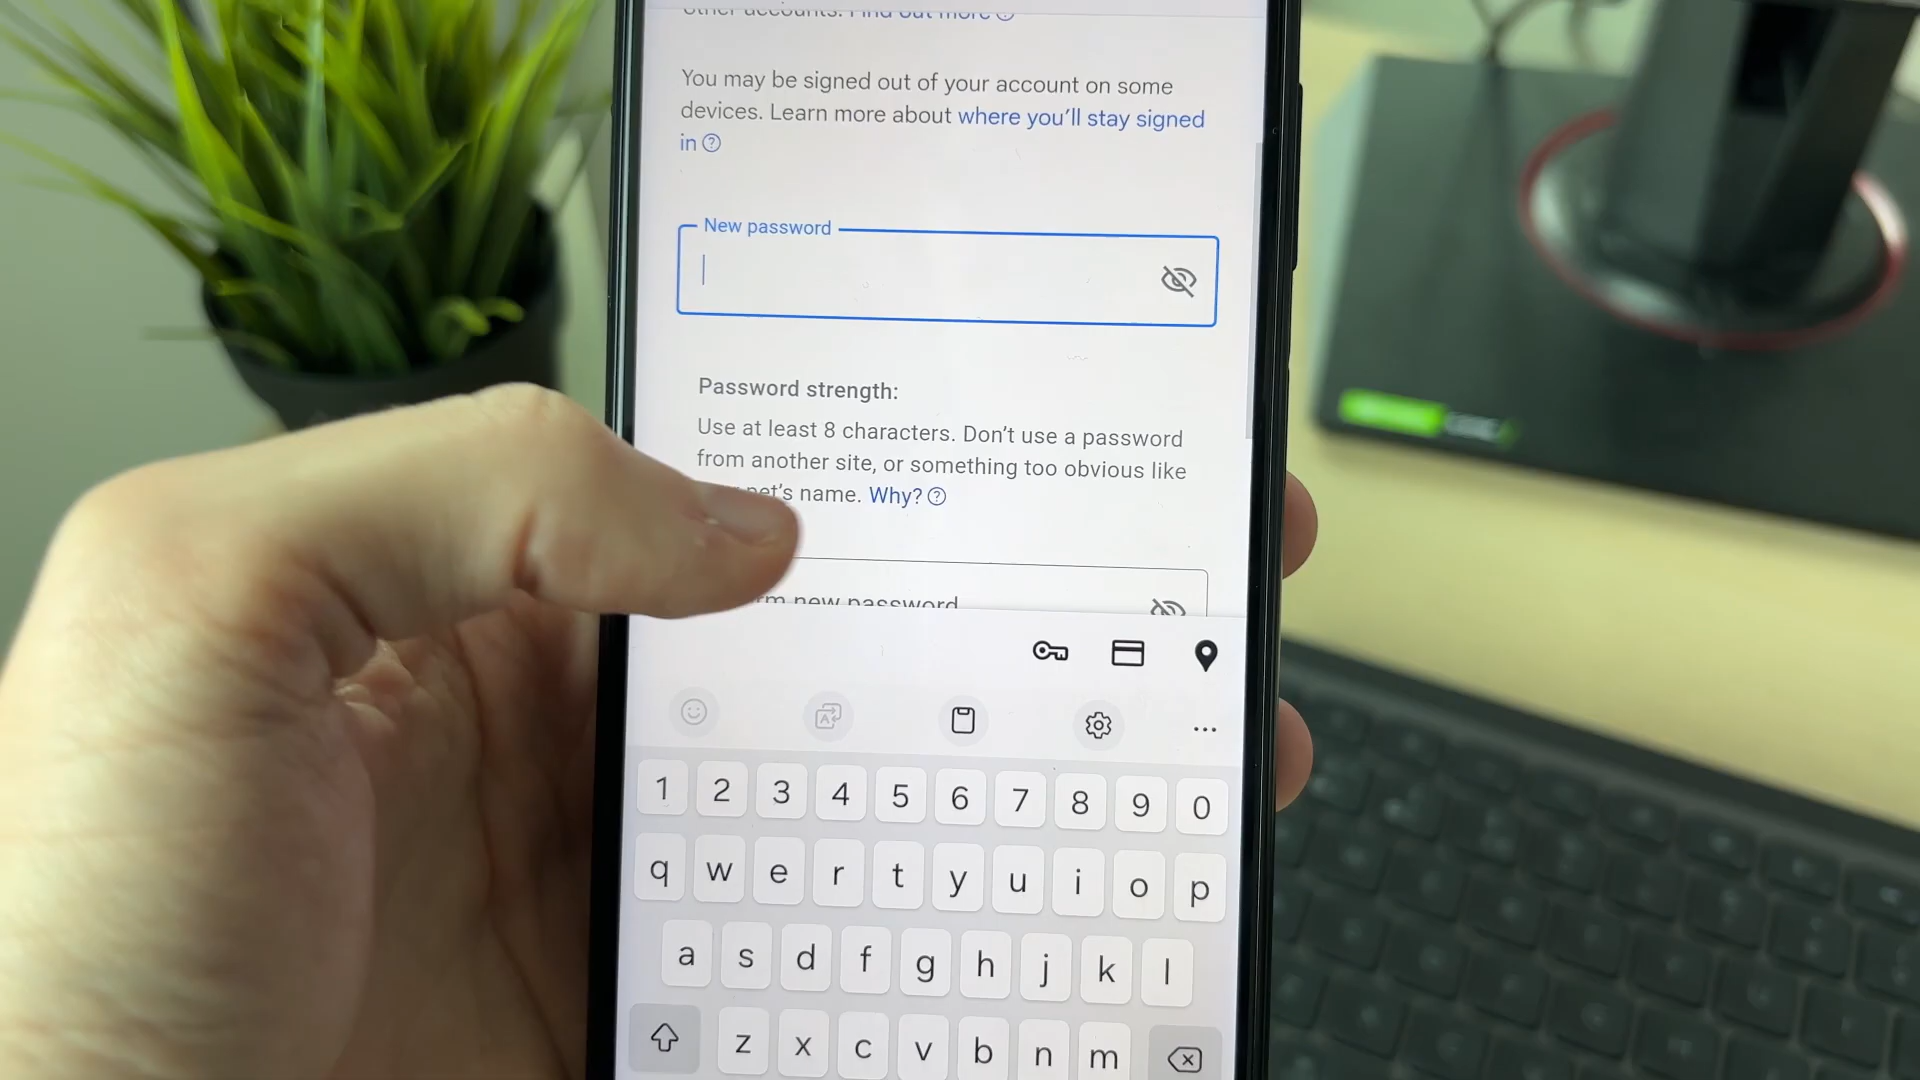 other accounts. Find out more
You may be signed out of your account on some
devices. Learn more about where you’ll stay signed
in
New password
Password strength:
Use at least 8 characters. Don’t use a password
from another site, or something too obvious like
pet’s name. Why?
new password
1 2 3 4 5 6 7 8 9 0
q w e r t y u i o p
a s d f g h j k l
z x c v b n m